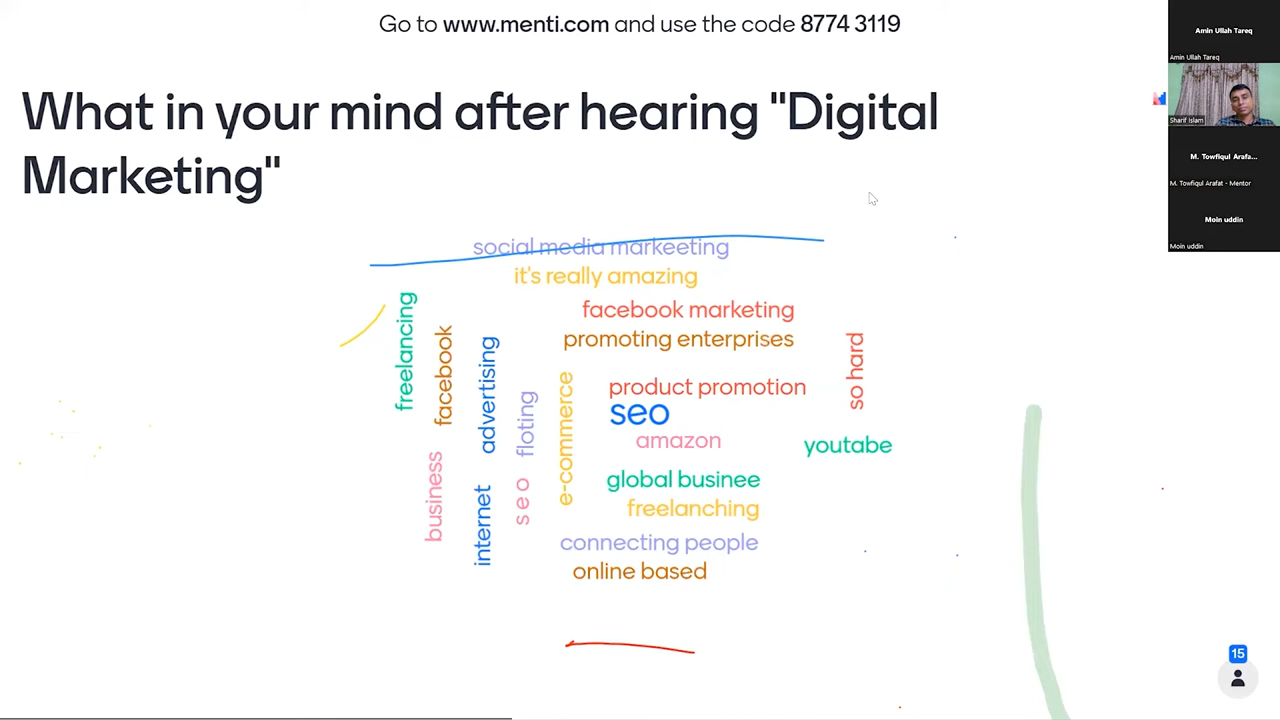 Go to www.menti.com and use the code 8774 3119
What in your mind after hearing "Digital
Marketing"
social media markeeting
it's really amazing
facebook marketing
promoting enterprises
freelancing
facebook
advertising
floting
e-commerce
product promotion
seo
amazon
so hard
youtabe
business
internet
s e o
global businee
freelanching
connecting people
online based
Amin Ullah Tareq
Amin Ullah Tareq
Sharif Islam
M. Towfiqul Arafa...
M. Towfiqul Arafat - Mentor
Moin uddin
Moin uddin
15